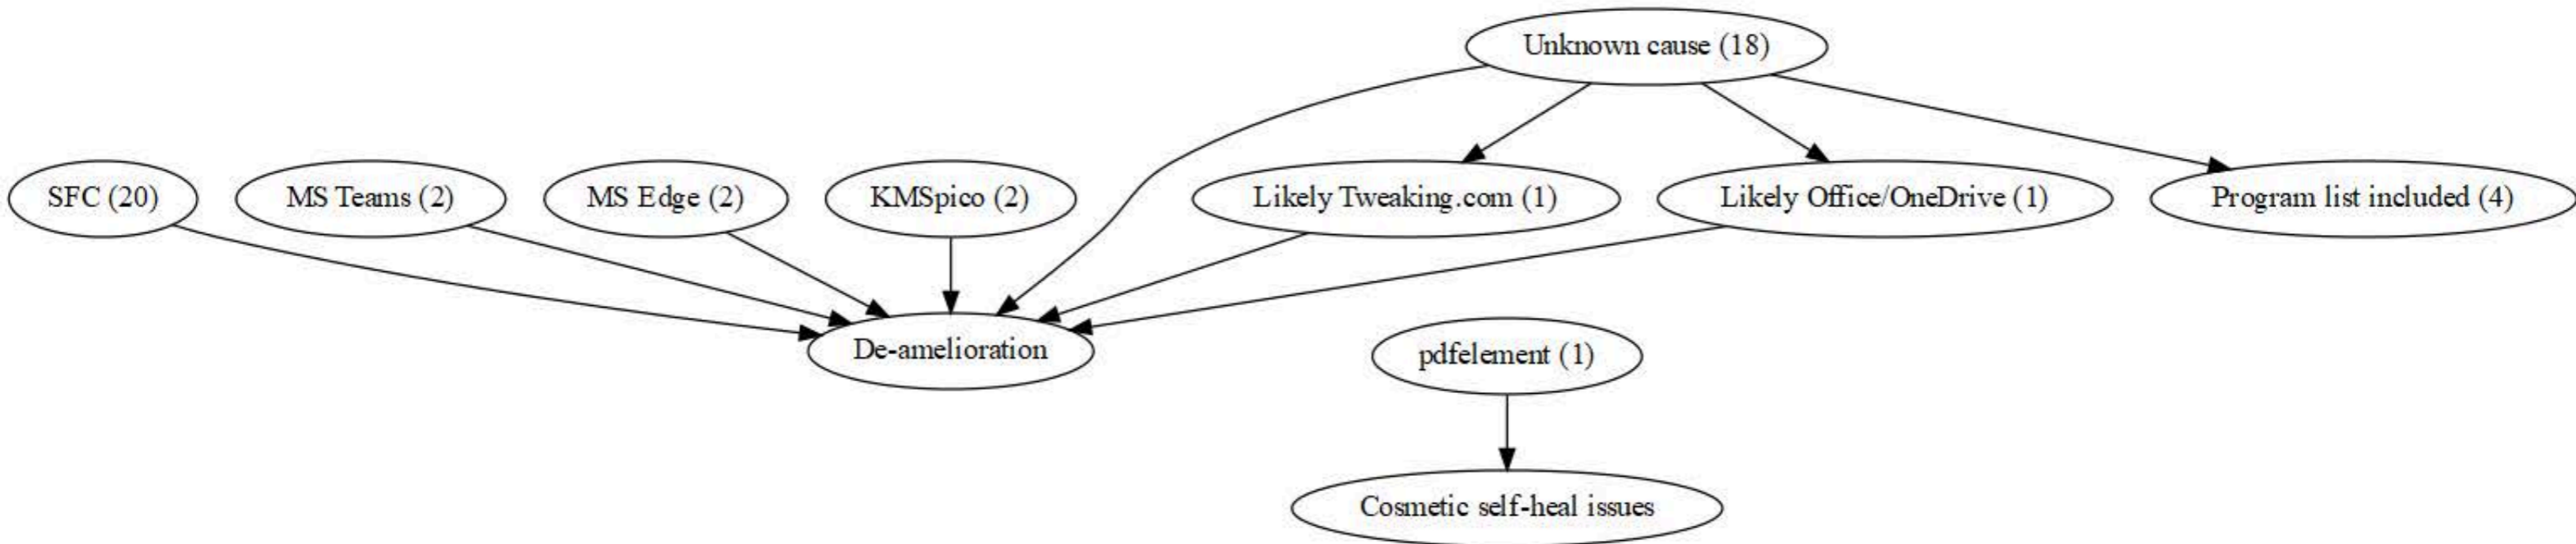 Unknown cause (18)
SFC (20)
MS Teams (2)
MS Edge (2)
KMSpico (2)
Likely Tweaking.com (1)
Likely Office/OneDrive (1)
Program list included (4)
De-amelioration
pdfelement (1)
Cosmetic self-heal issues